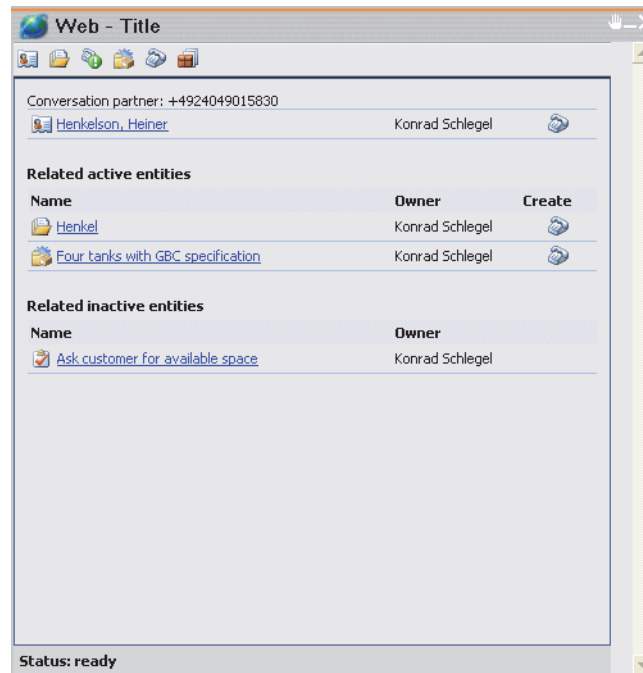 Web - Title
Conversation partner: +4924049015830
Henkelson, Heiner Konrad Schlegel
Related active entities
Name Owner Create
Henkel Konrad Schlegel
Four tanks with GBC specification Konrad Schlegel
Related inactive entities
Name Owner
Ask customer for available space Konrad Schlegel
Status: ready